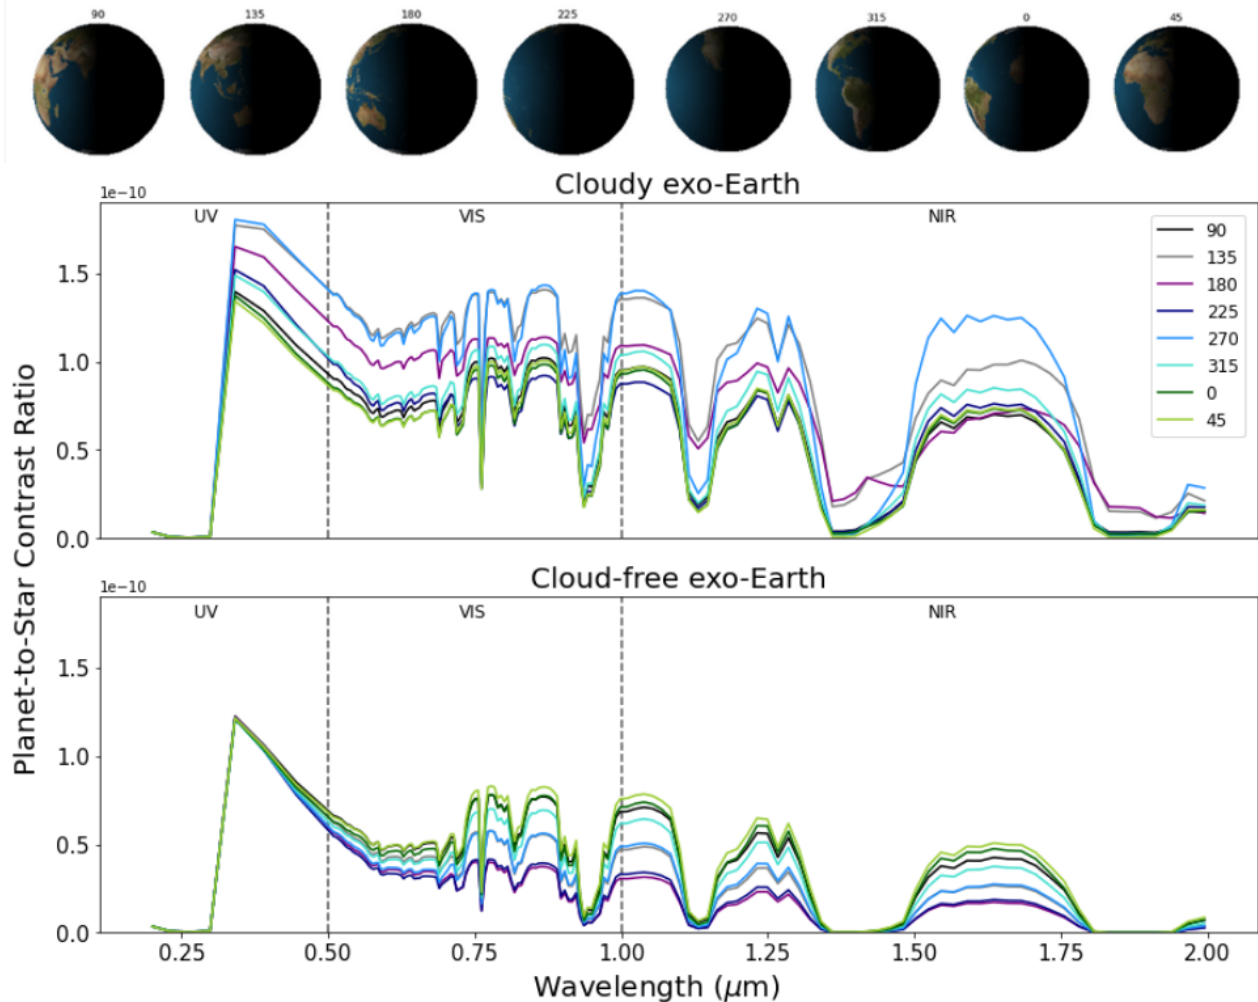 90 135 180 225 270 315 0 45
Cloudy exo-Earth
1e−10
UV VIS NIR
1.5
1.0
0.5
0.0
90
135
180
225
270
315
0
45
Planet-to-Star Contrast Ratio
Cloud-free exo-Earth
1e−10
UV VIS NIR
1.5
1.0
0.5
0.0
0.25 0.50 0.75 1.00 1.25 1.50 1.75 2.00
Wavelength (μm)